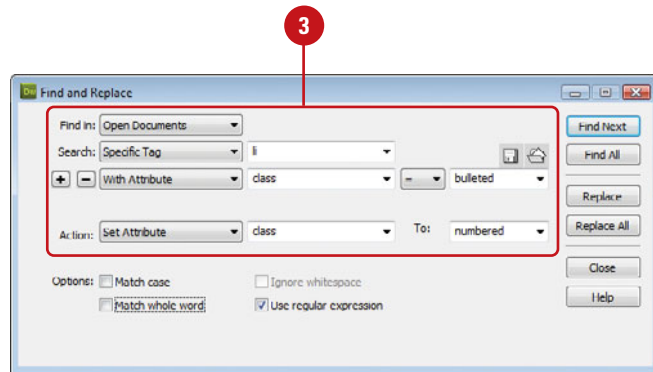 3
Dw Find and Replace
Find in: Open Documents
Find Next
Search: Specific Tag li
Find All
+ - With Attribute class = bulleted
Replace
Action: Set Attribute class To: numbered
Replace All
Options: Match case Ignore whitespace
Close
Match whole word Use regular expression
Help